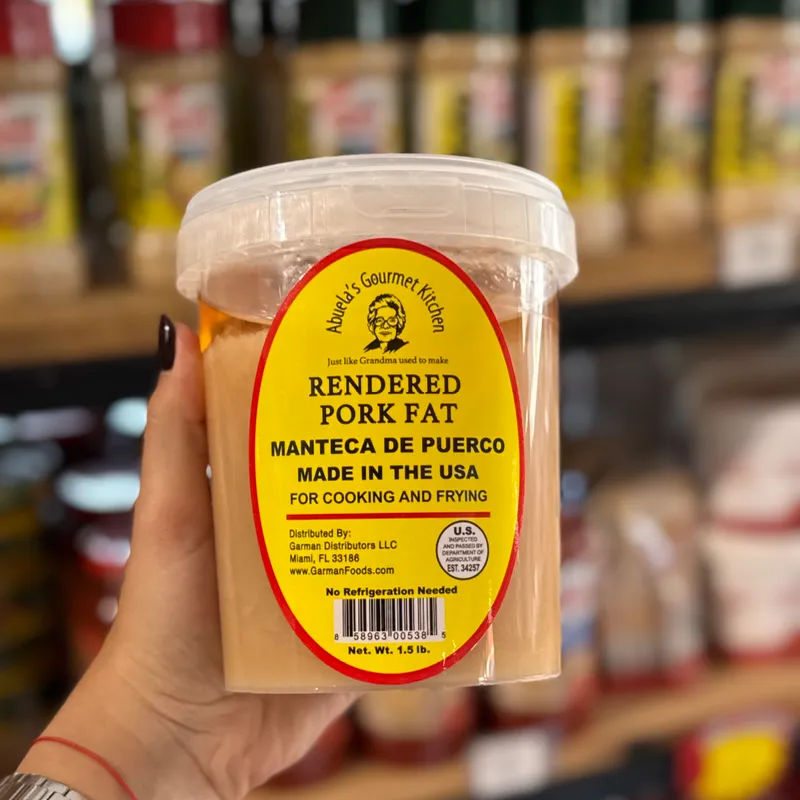 Abuela's Gourmet Kitchen
Just like Grandma used to make
RENDERED
PORK FAT
MANTECA DE PUERCO
MADE IN THE USA
FOR COOKING AND FRYING
Distributed By:
Garman Distributors LLC
Miami, FL 33186
www.GarmanFoods.com
U.S.
INSPECTED
AND PASSED BY
DEPARTMENT OF
AGRICULTURE
EST. 34257
No Refrigeration Needed
8 58963 00538 5
Net. Wt. 1.5 lb.